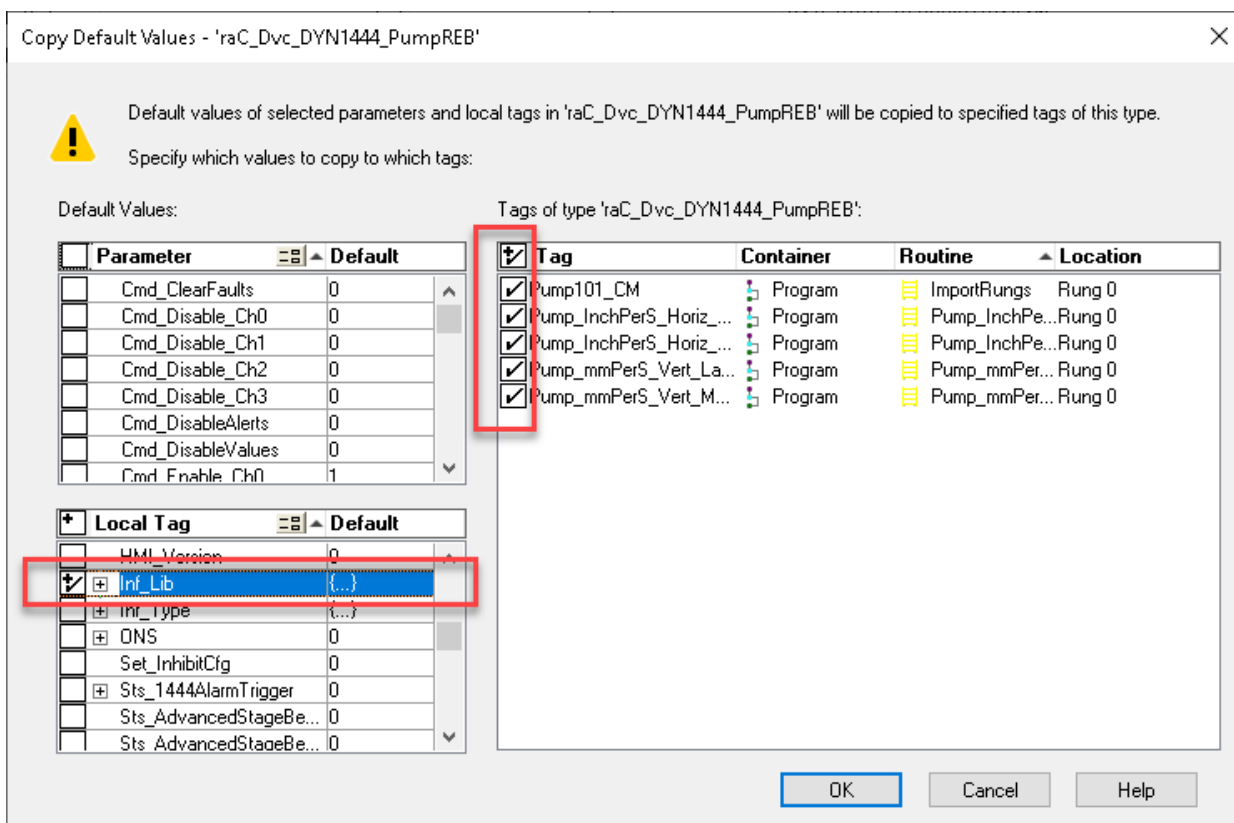 Copy Default Values - 'raC_Dvc_DYN1444_PumpREB'
Default values of selected parameters and local tags in 'raC_Dvc_DYN1444_PumpREB' will be copied to specified tags of this type.
Specify which values to copy to which tags:
Default Values:
Parameter Default
Cmd_ClearFaults 0
Cmd_Disable_Ch0 0
Cmd_Disable_Ch1 0
Cmd_Disable_Ch2 0
Cmd_Disable_Ch3 0
Cmd_DisableAlerts 0
Cmd_DisableValues 0
Cmd_Enable_Ch0 1
Local Tag Default
HMI_Version 0
Inf_Lib {...}
Inf_Type {...}
ONS 0
Set_InhibitCfg 0
Sts_1444AlarmTrigger 0
Sts_AdvancedStageBe... 0
Sts_AdvancedStageBe... 0
Tags of type 'raC_Dvc_DYN1444_PumpREB':
Tag Container Routine Location
Pump101_CM Program ImportRungs Rung 0
Pump_InchPerS_Horiz_... Program Pump_InchPe... Rung 0
Pump_InchPerS_Horiz_... Program Pump_InchPe... Rung 0
Pump_mmPerS_Vert_La... Program Pump_mmPer... Rung 0
Pump_mmPerS_Vert_M... Program Pump_mmPer... Rung 0
OK Cancel Help